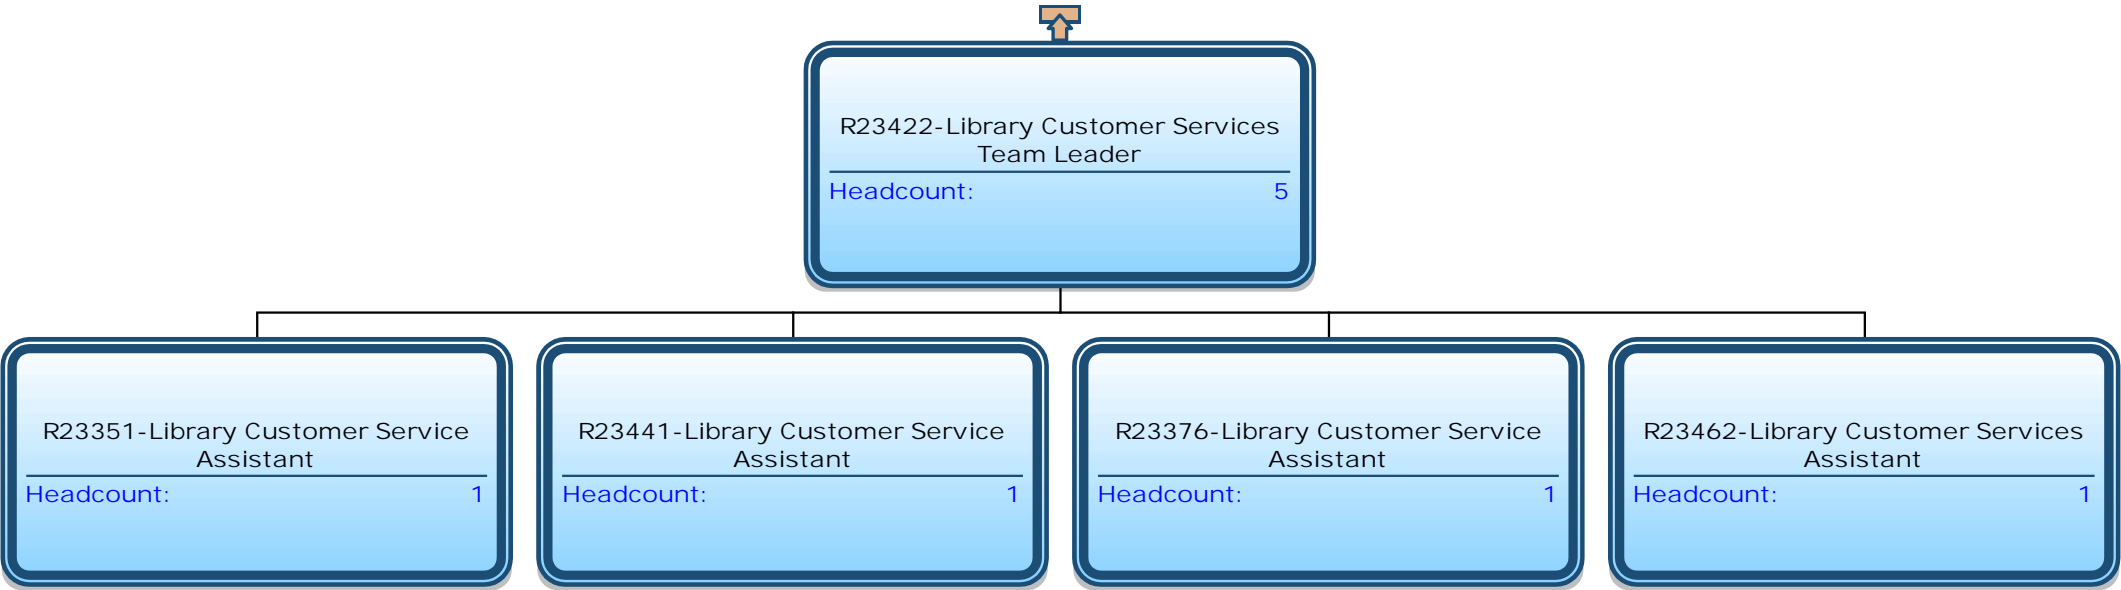 R23422-Library Customer Services
Team Leader
Headcount: 5
R23351-Library Customer Service
Assistant
Headcount: 1
R23441-Library Customer Service
Assistant
Headcount: 1
R23376-Library Customer Service
Assistant
Headcount: 1
R23462-Library Customer Services
Assistant
Headcount: 1